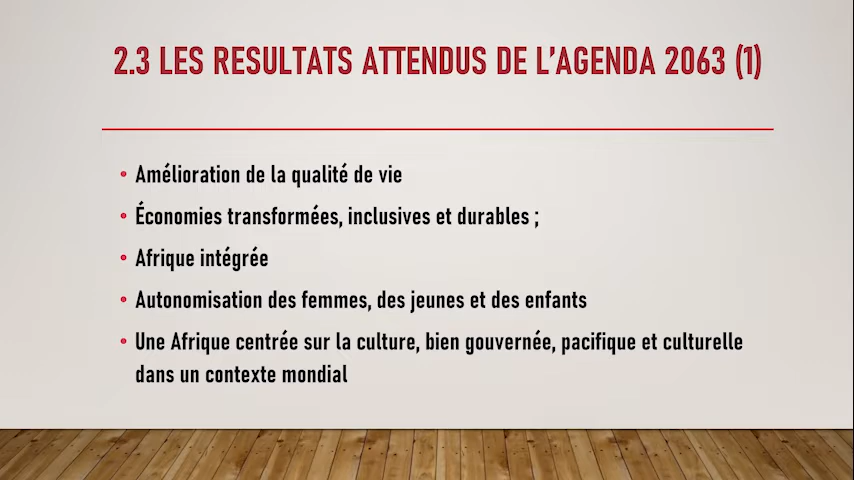 2.3 LES RESULTATS ATTENDUS DE L’AGENDA 2063 (1)
• Amélioration de la qualité de vie
• Économies transformées, inclusives et durables ;
• Afrique intégrée
• Autonomisation des femmes, des jeunes et des enfants
• Une Afrique centrée sur la culture, bien gouvernée, pacifique et culturelle
dans un contexte mondial